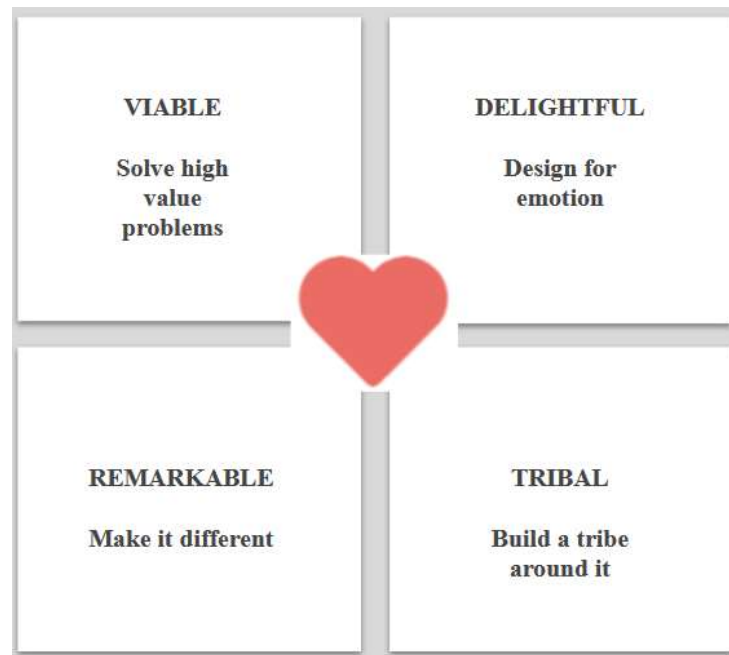 VIABLE
Solve high
value
problems
DELIGHTFUL
Design for
emotion
REMARKABLE
Make it different
TRIBAL
Build a tribe
around it